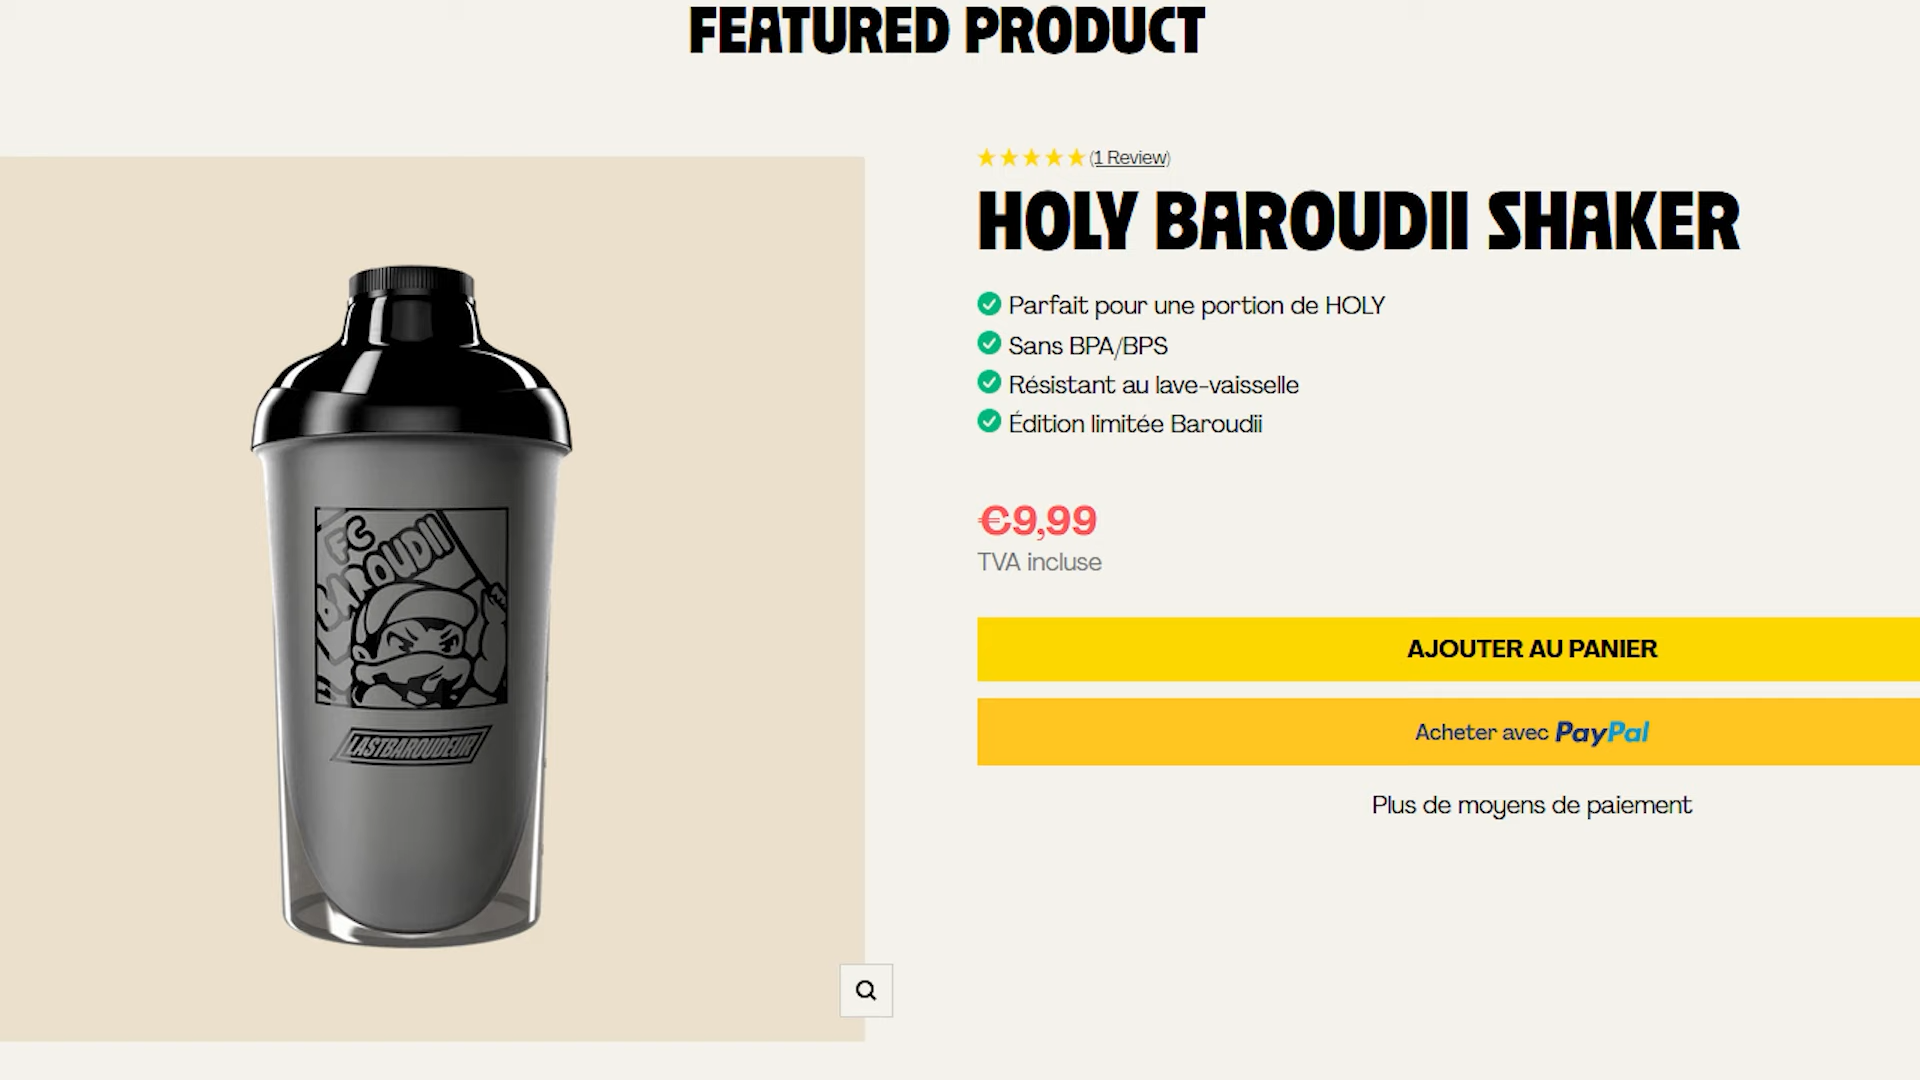 FEATURED PRODUCT
(1 Review)
HOLY BAROUDII SHAKER
Parfait pour une portion de HOLY
Sans BPA/BPS
Résistant au lave-vaisselle
Édition limitée Baroudii
€9,99
TVA incluse
AJOUTER AU PANIER
Acheter avec PayPal
Plus de moyens de paiement
FC
BAROUDII
LASTBAROUDEUR